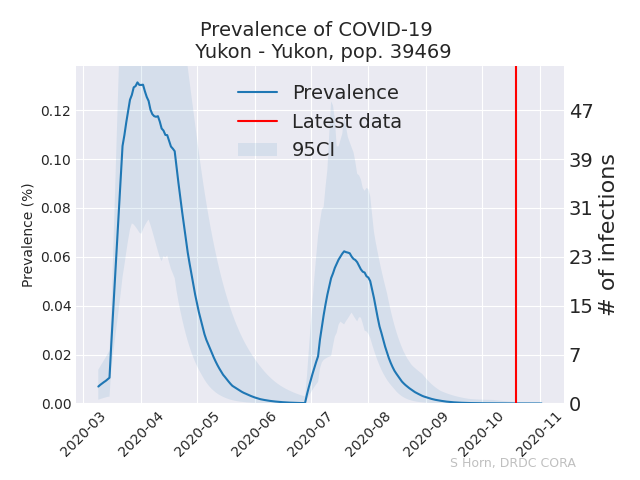 Prevalence of COVID-19
Yukon - Yukon, pop. 39469
Prevalence
Latest data
95CI
Prevalence (%)
0.12
0.10
0.08
0.06
0.04
0.02
0.00
47
39
31
23
15
7
0
# of infections
2020-03
2020-04
2020-05
2020-06
2020-07
2020-08
2020-09
2020-10
2020-11
S Horn, DRDC CORA